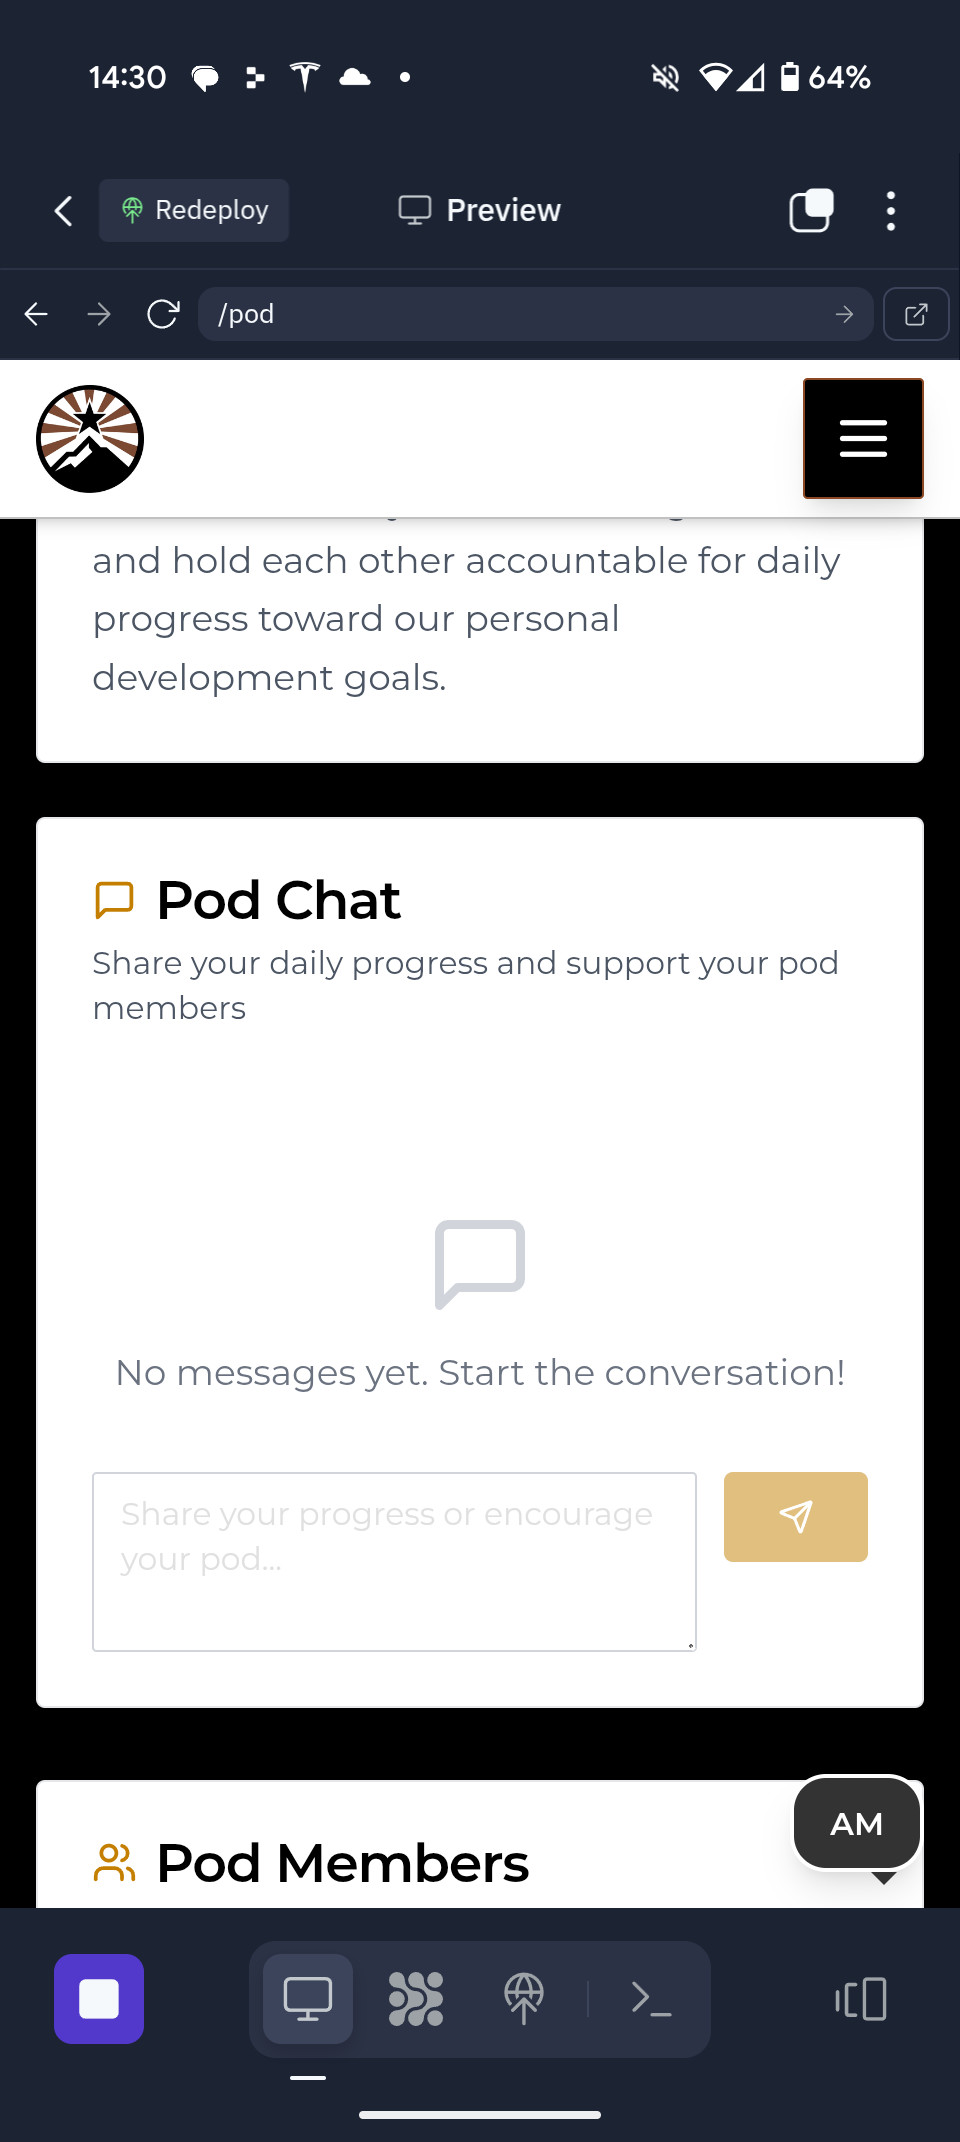 14:30
64%
Redeploy
Preview
/pod
and hold each other accountable for daily
progress toward our personal
development goals.
Pod Chat
Share your daily progress and support your pod
members
No messages yet. Start the conversation!
Share your progress or encourage
your pod...
AM
Pod Members